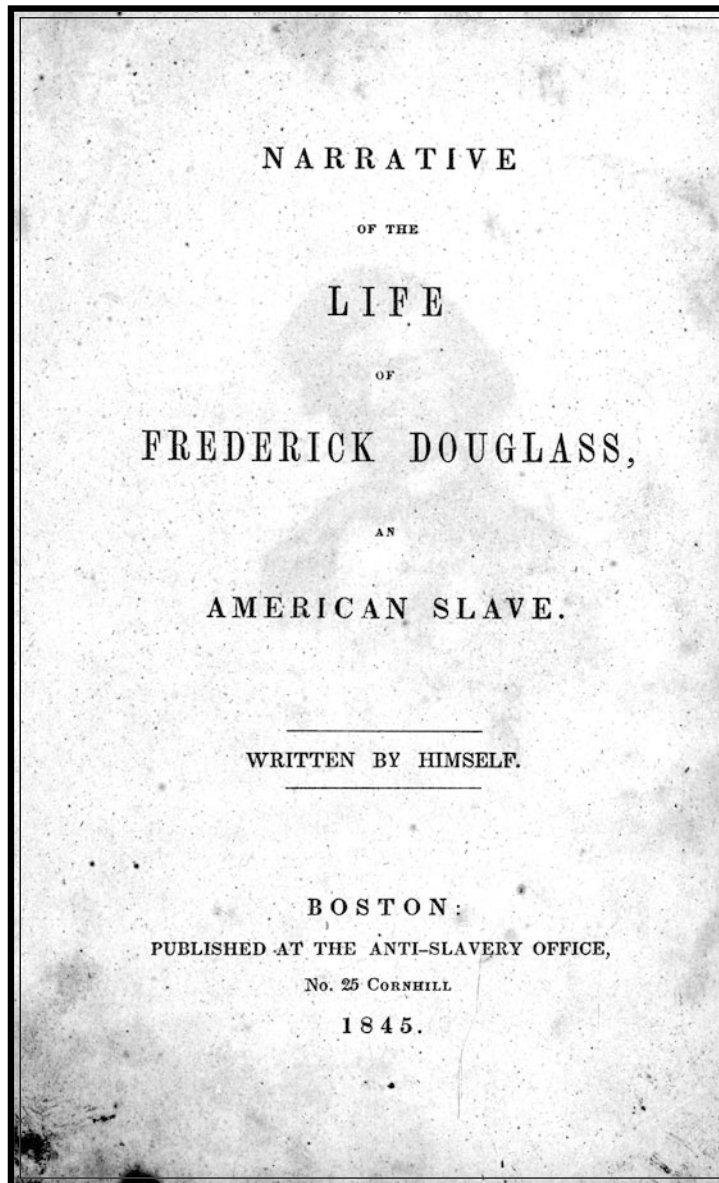 NARRATIVE
OF THE
LIFE
OF
FREDERICK DOUGLASS,
AN
AMERICAN SLAVE.
WRITTEN BY HIMSELF.
BOSTON:
PUBLISHED AT THE ANTI-SLAVERY OFFICE,
No. 25 CORNHILL
1845.